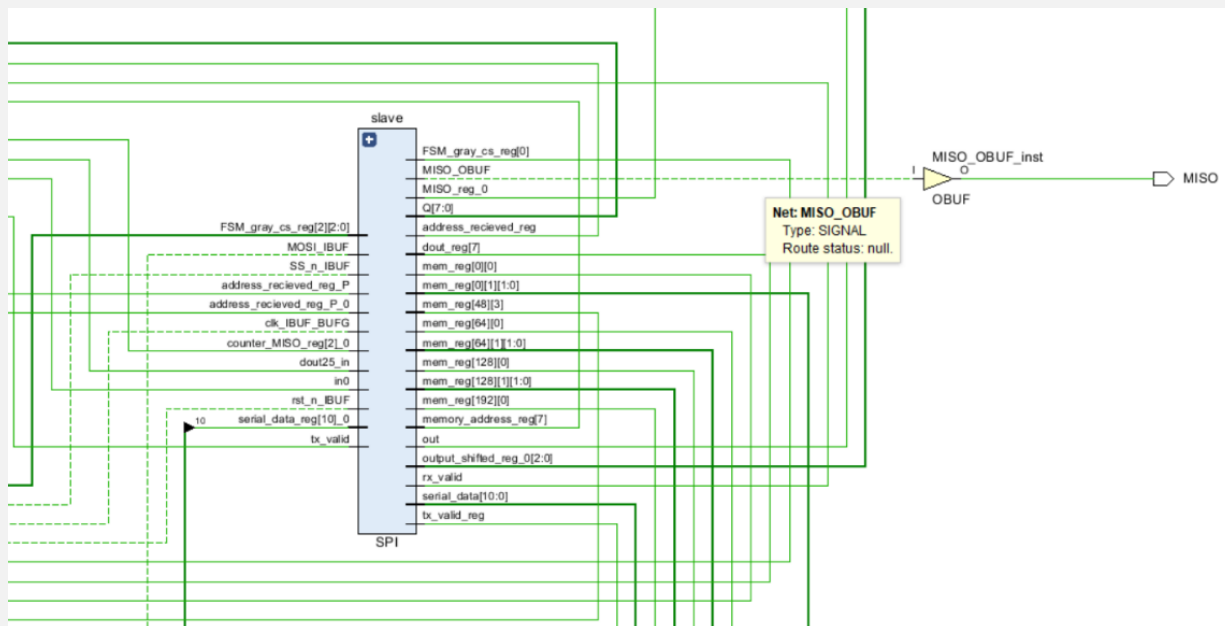 slave
FSM_gray_cs_reg[0]
MISO_OBUF
MISO_reg_0
Q[7:0]
address_recieved_reg
dout_reg[7]
mem_reg[0][0]
mem_reg[0][1][1:0]
mem_reg[48][3]
mem_reg[64][0]
mem_reg[64][1][1:0]
mem_reg[128][0]
mem_reg[128][1][1:0]
mem_reg[192][0]
memory_address_reg[7]
out
output_shifted_reg_0[2:0]
rx_valid
serial_data[10:0]
tx_valid_reg
FSM_gray_cs_reg[2][2:0]
MOSI_IBUF
SS_n_IBUF
address_recieved_reg_P
address_recieved_reg_P_0
clk_IBUF_BUFG
counter_MISO_reg[2]_0
dout25_in
in0
rst_n_IBUF
10
serial_data_reg[10]_0
tx_valid
SPI
MISO_OBUF_inst
I
O
OBUF
MISO
Net: MISO_OBUF
Type: SIGNAL
Route status: null.